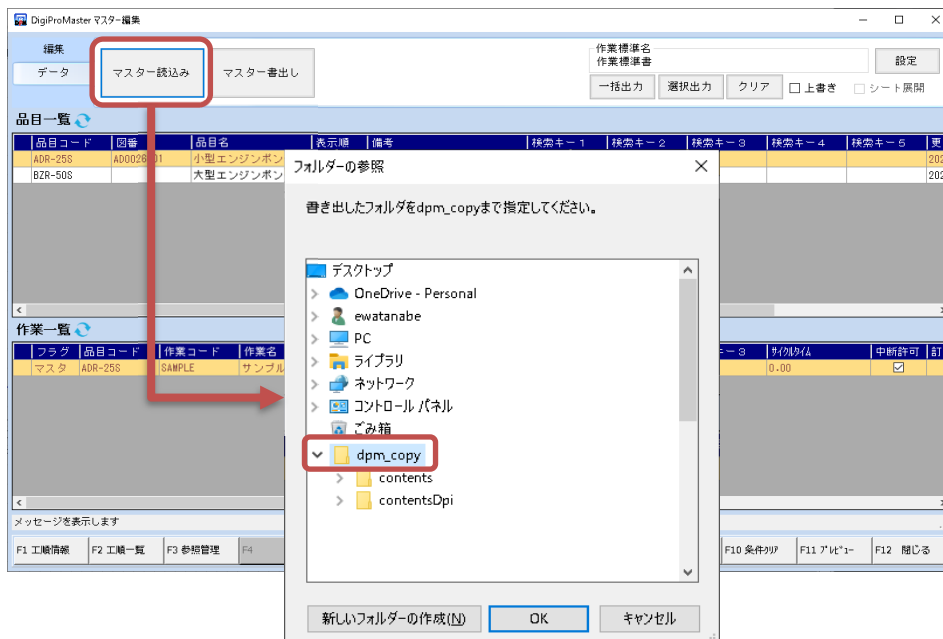 DigiProMaster マスター編集
編集
データ
マスター読込み
マスター書出し
作業標準名
作業標準書
設定
一括出力
選択出力
クリア
上書き
シート展開
品目一覧
品目コード 図番 品目名 表示順 備考 検索キー1 検索キー2 検索キー3 検索キー4 検索キー5 更
ADR-25S 小型エンジンポン 202
BZR-50S 大型エンジンポン 202
フォルダーの参照
書き出したフォルダをdpm_copyまで指定してください。
デスクトップ
OneDrive - Personal
ewatanabe
PC
ライブラリ
ネットワーク
コントロール パネル
ごみ箱
dpm_copy
contents
contentsDpi
新しいフォルダーの作成(N)
OK
キャンセル
作業一覧
フラグ 品目コード 作業コード 作業名 ー3 サイクルタイム 中断許可 訂
マスタ ADR-25S SAMPLE サンプル 0.00
メッセージを表示します
F1 工順情報
F2 工順一覧
F3 参照管理
F4
F10 条件クリア
F11 プレビュー
F12 閉じる